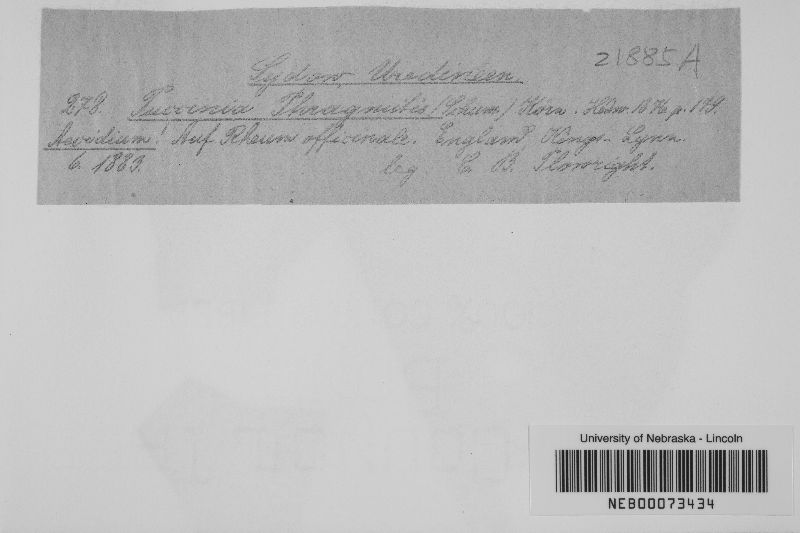 21885A
Sydow, Uredineen.
278. Puccinia Phragmitis (Schum.) Körn. Hedw. 1876, p. 179.
Aecidium! Auf Rheum officinale. England, Kings-Lynn.
6. 1883. leg C. B. Plowright.
University of Nebraska - Lincoln
NEB00073434